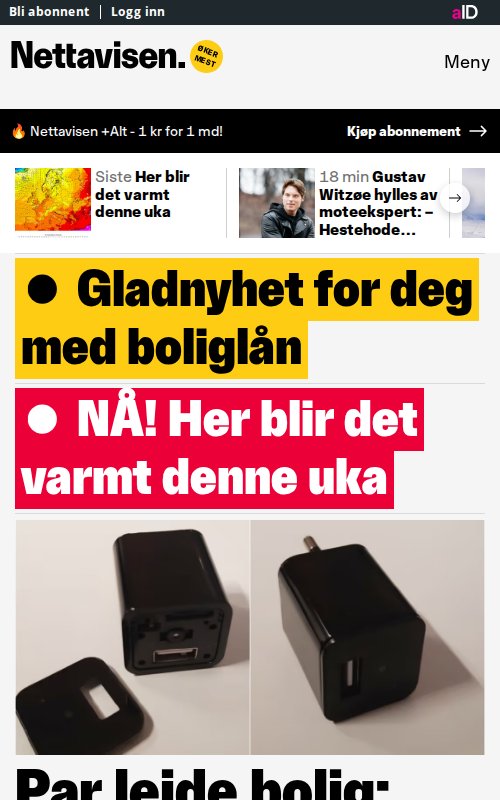 Bli abonnent
Logg inn
aID
Nettavisen.
ØKER
MEST
Meny
🔥 Nettavisen +Alt - 1 kr for 1 md!
Kjøp abonnement →
Siste Her blir
det varmt
denne uka
18 min Gustav
Witzøe hylles av
moteekspert: –
Hestehode...
● Gladnyhet for deg
med boliglån
● NÅ! Her blir det
varmt denne uka
Par leide bolig: